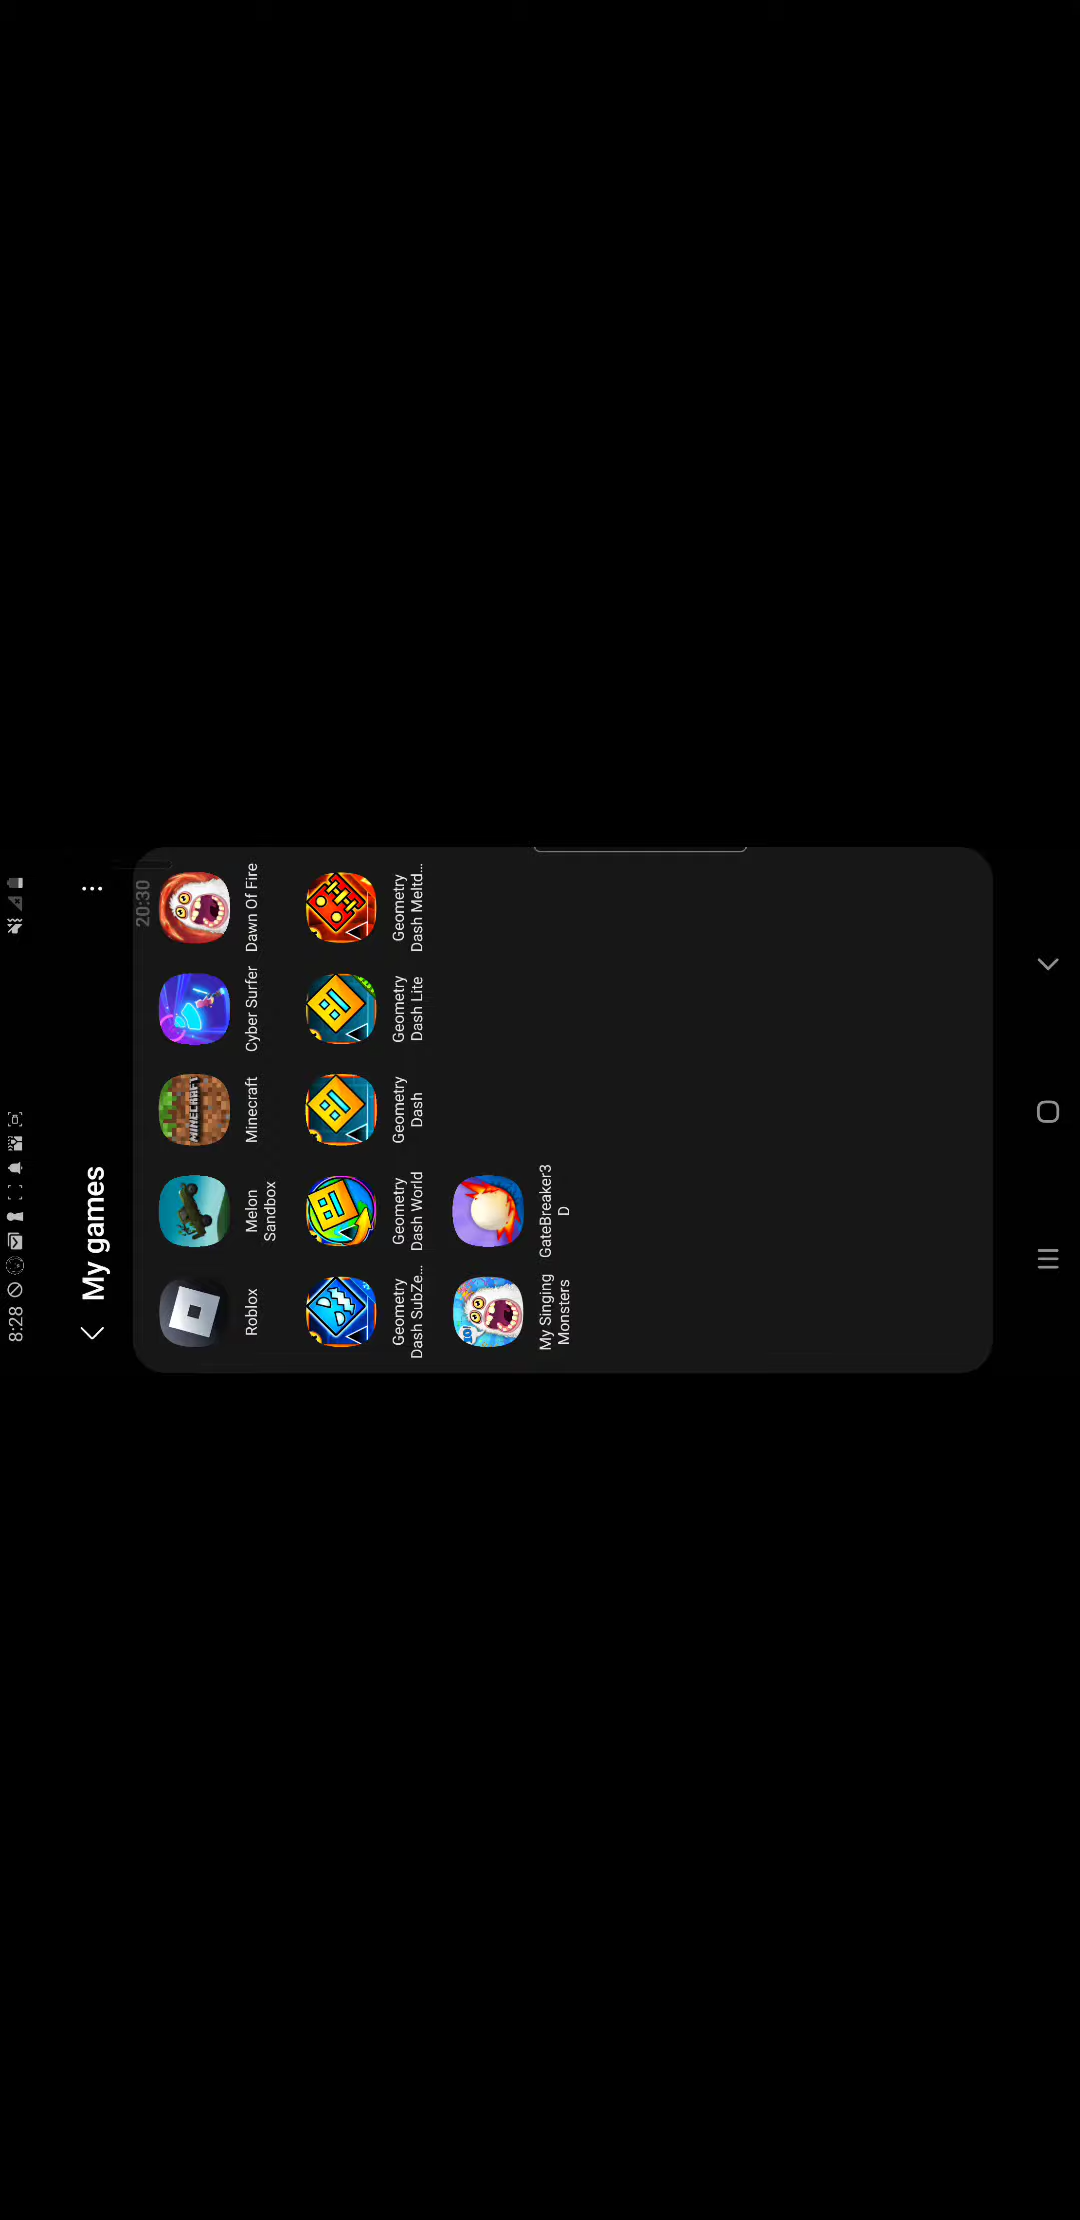 8:28
My games
20:30
MINECRAFT
Roblox
Melon
Sandbox
Minecraft
Cyber Surfer
Dawn Of Fire
Geometry
Dash SubZe...
Geometry
Dash World
Geometry
Dash
Geometry
Dash Lite
Geometry
Dash Meltd...
My Singing
Monsters
GateBreaker3
D